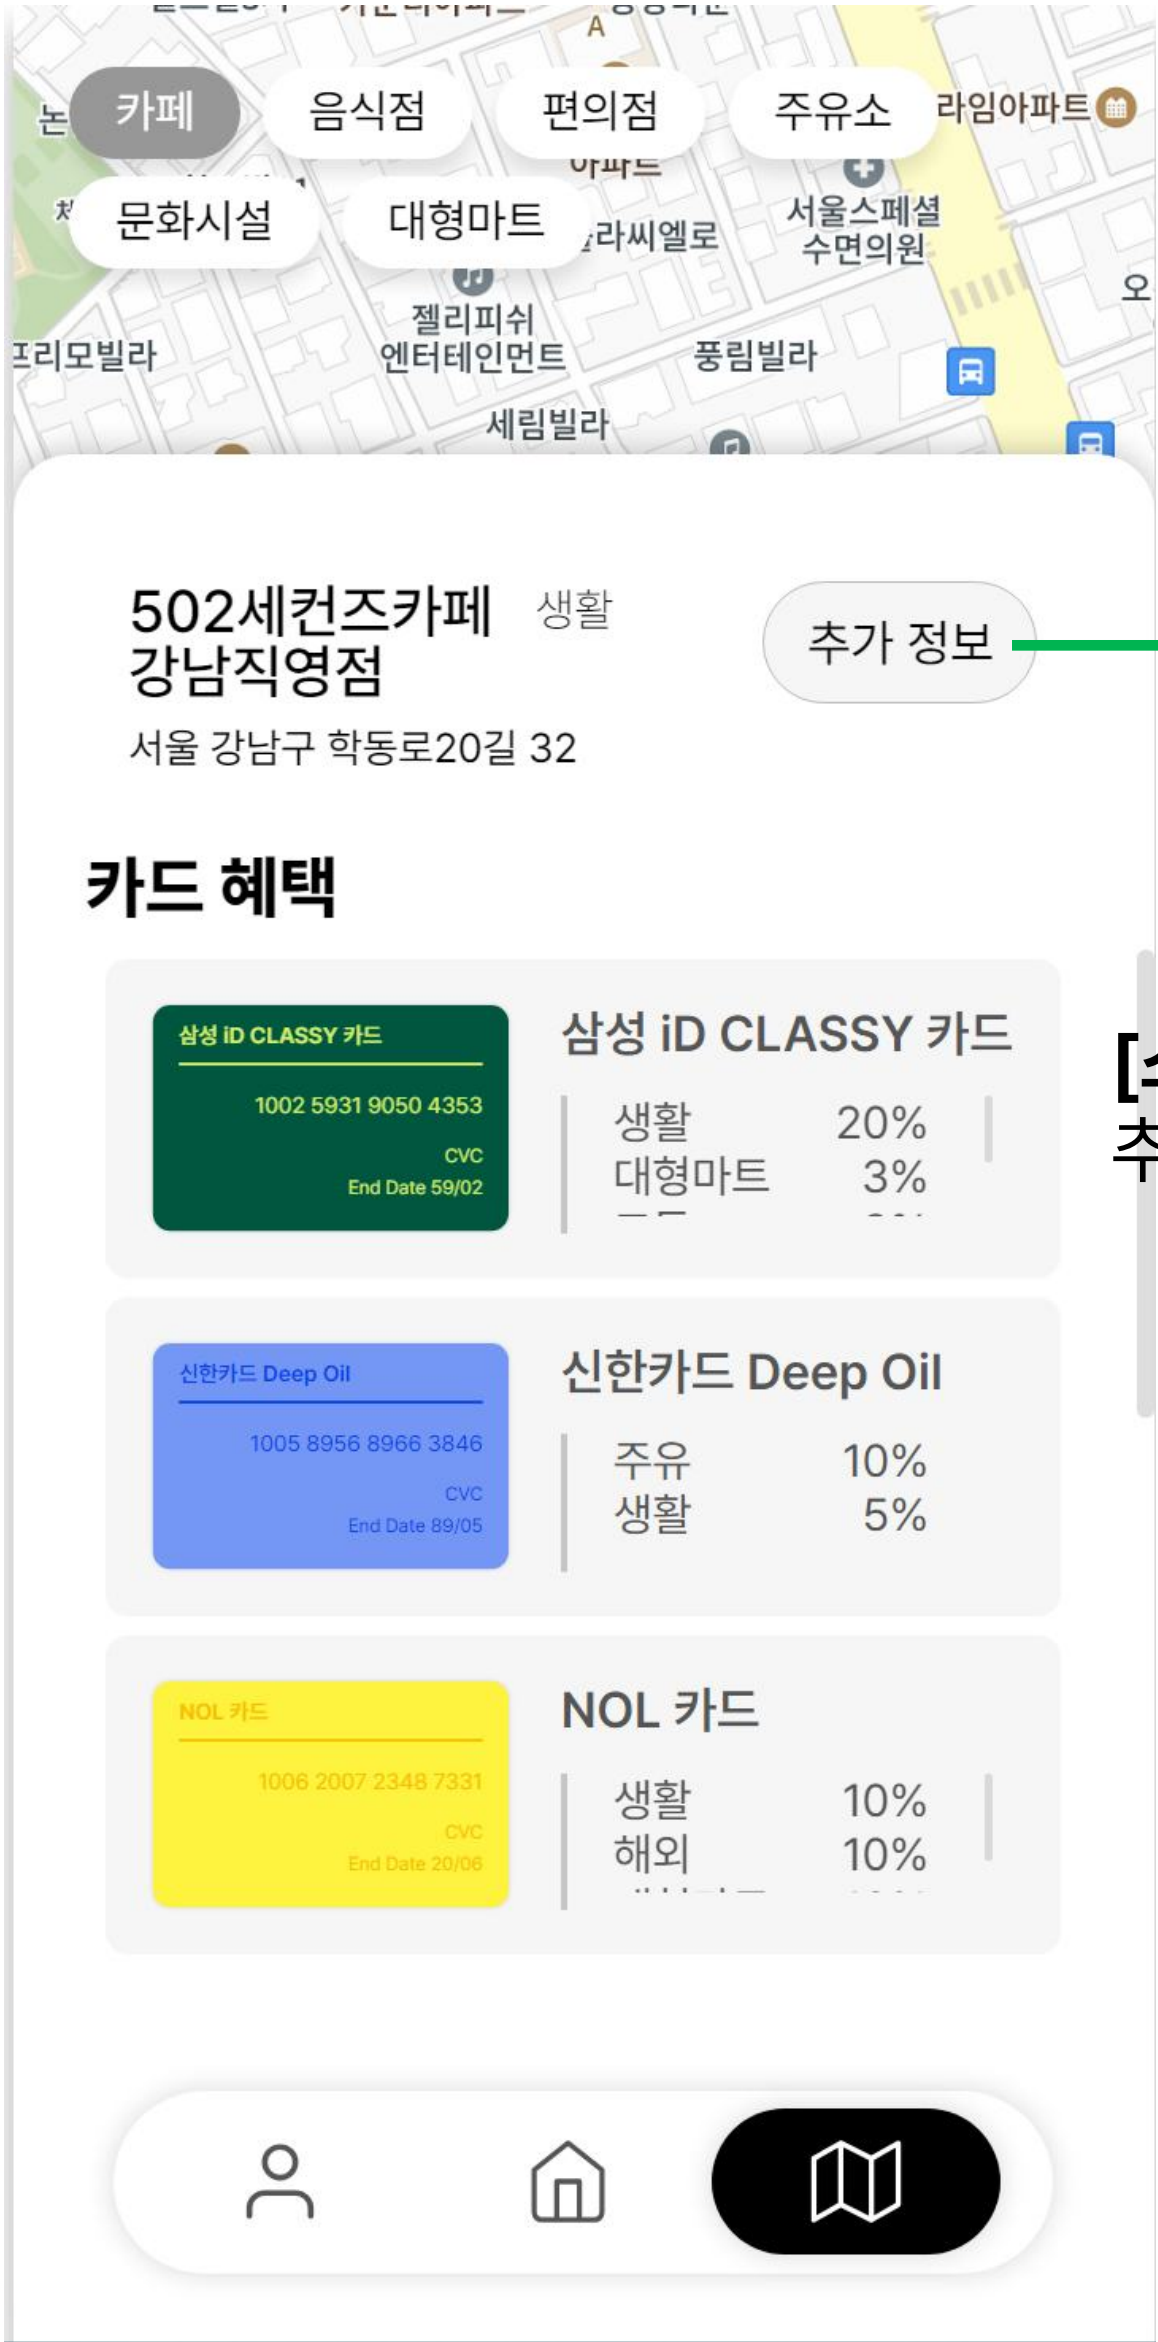 A
카페
음식점
편의점
주유소
라임아파트
논
아파트
문화시설
대형마트
라씨엘로
서울스페셜
수면의원
오
젤리피쉬
엔터테인먼트
프리모빌라
풍림빌라
세림빌라
502세컨즈카페 생활
강남직영점
추가 정보
서울 강남구 학동로20길 32
카드 혜택
삼성 iD CLASSY 카드
1002 5931 9050 4353
CVC
End Date 59/02
삼성 iD CLASSY 카드
생활 20%
대형마트 3%
신한카드 Deep Oil
1005 8956 8966 3846
CVC
End Date 89/05
신한카드 Deep Oil
주유 10%
생활 5%
NOL 카드
1006 2007 2348 7331
CVC
End Date 20/06
NOL 카드
생활 10%
해외 10%